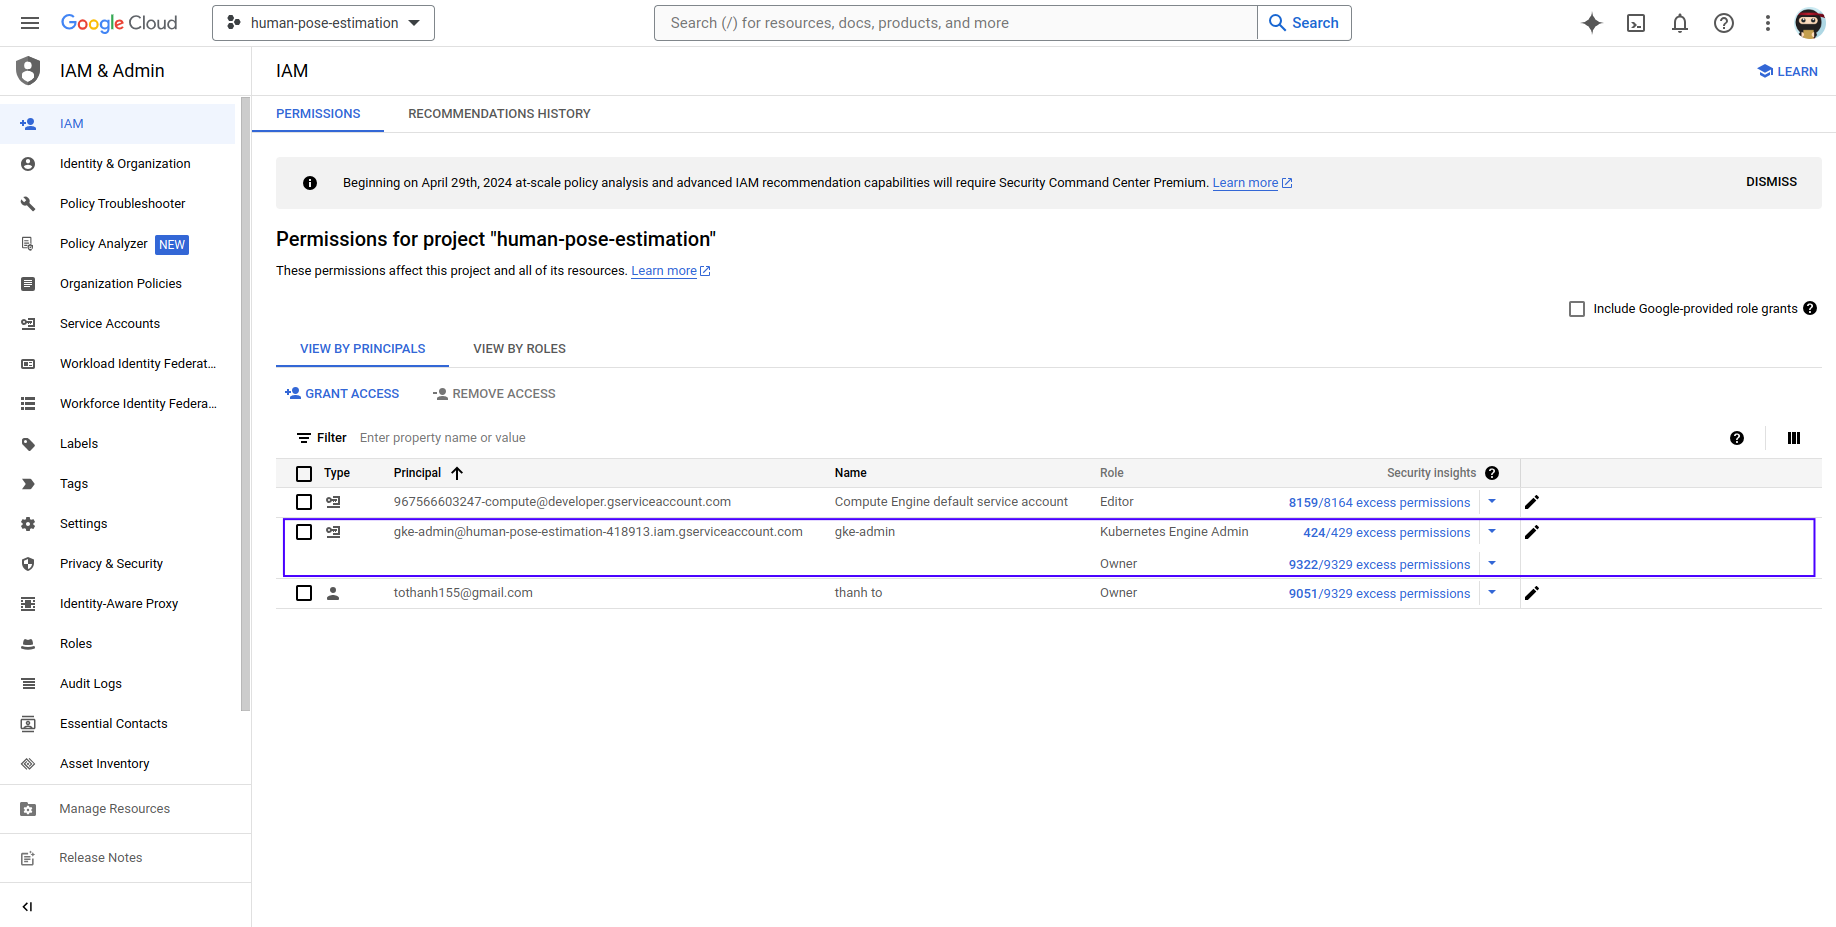 Google Cloud
human-pose-estimation
Search (/) for resources, docs, products, and more
Search
IAM & Admin
IAM
LEARN
IAM
Identity & Organization
Policy Troubleshooter
Policy Analyzer NEW
Organization Policies
Service Accounts
Workload Identity Federat...
Workforce Identity Federa...
Labels
Tags
Settings
Privacy & Security
Identity-Aware Proxy
Roles
Audit Logs
Essential Contacts
Asset Inventory
Manage Resources
Release Notes
PERMISSIONS RECOMMENDATIONS HISTORY
Beginning on April 29th, 2024 at-scale policy analysis and advanced IAM recommendation capabilities will require Security Command Center Premium. Learn more DISMISS
Permissions for project "human-pose-estimation"
These permissions affect this project and all of its resources. Learn more
Include Google-provided role grants
VIEW BY PRINCIPALS VIEW BY ROLES
GRANT ACCESS REMOVE ACCESS
Filter Enter property name or value
Type Principal Name Role Security insights
967566603247-compute@developer.gserviceaccount.com Compute Engine default service account Editor 8159/8164 excess permissions
gke-admin@human-pose-estimation-418913.iam.gserviceaccount.com gke-admin Kubernetes Engine Admin 424/429 excess permissions
Owner 9322/9329 excess permissions
tothanh155@gmail.com thanh to Owner 9051/9329 excess permissions